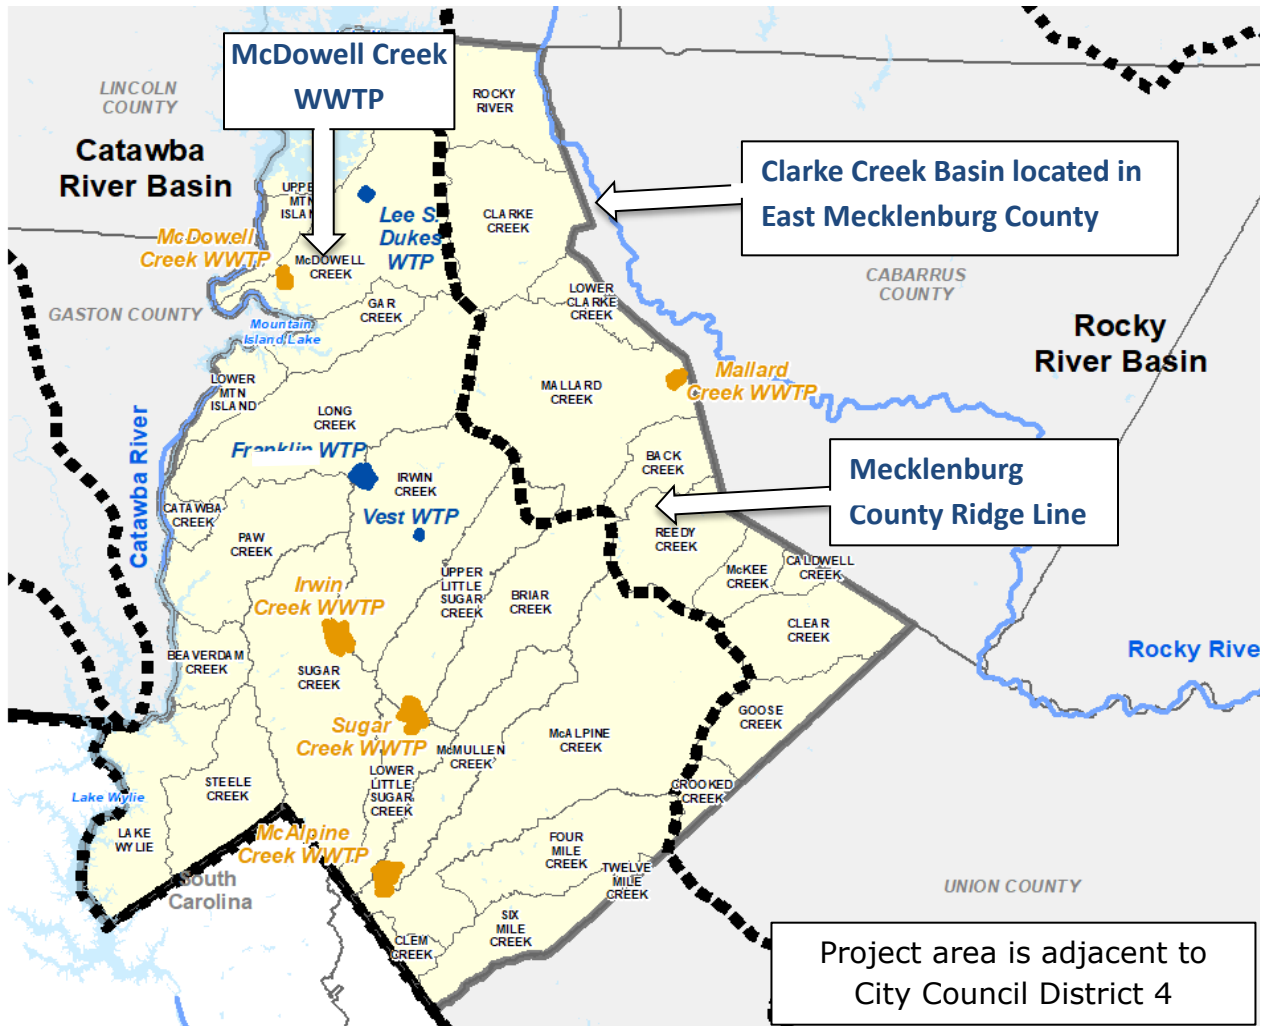 McDowell Creek
WWTP
LINCOLN
COUNTY
ROCKY
RIVER
Catawba
River Basin
Clarke Creek Basin located in
East Mecklenburg County
MTN
Lee S.
Dukes
WTP
CLARKE
CREEK
McDowell
Creek WWTP
McDOWELL
CREEK
CABARRUS
COUNTY
GASTON COUNTY
GAR
CREEK
LOWER
CLARKE
CREEK
Mountain
Island Lake
Rocky
River Basin
LOWER
MTN
ISLAND
MALLARD
CREEK
Mallard
Creek WWTP
LONG
CREEK
Franklin WTP
Catawba River
IRWIN
CREEK
BACK
CREEK
Mecklenburg
County Ridge Line
CATAWBA
CREEK
Vest WTP
PAW
CREEK
REEDY
CREEK
McKEE
CREEK
CALDWELL
CREEK
Irwin
Creek WWTP
UPPER
LITTLE
SUGAR
CREEK
BRIAR
CREEK
CLEAR
CREEK
BEAVERDAM
CREEK
SUGAR
CREEK
Rocky Rive
GOOSE
CREEK
Sugar
Creek WWTP
McMULLEN
CREEK
McALPINE
CREEK
STEELE
CREEK
LOWER
LITTLE
SUGAR
CREEK
CROOKED
CREEK
Lake Wylie
LAKE
WYLIE
McAlpine
Creek WWTP
FOUR
MILE
CREEK
TWELVE
MILE
CREEK
South
Carolina
UNION COUNTY
SIX
MILE
CREEK
CLEM
CREEK
Project area is adjacent to
City Council District 4